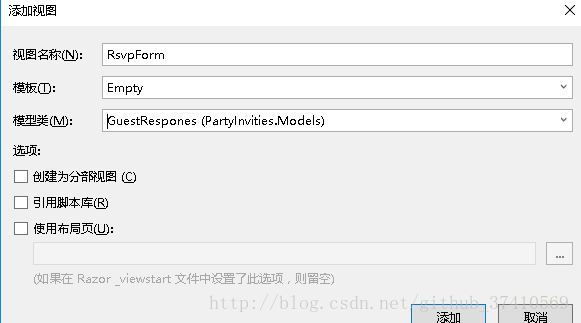 添加视图
视图名称(N): RsvpForm
模板(T): Empty
模型类(M): GuestRespones (PartyInvities.Models)
选项:
创建为分部视图 (C)
引用脚本库(R)
使用布局页(U):
...
(如果在 Razor _viewstart 文件中设置了此选项，则留空)
http://blog.csdn.net/github_37410569
添加 取消